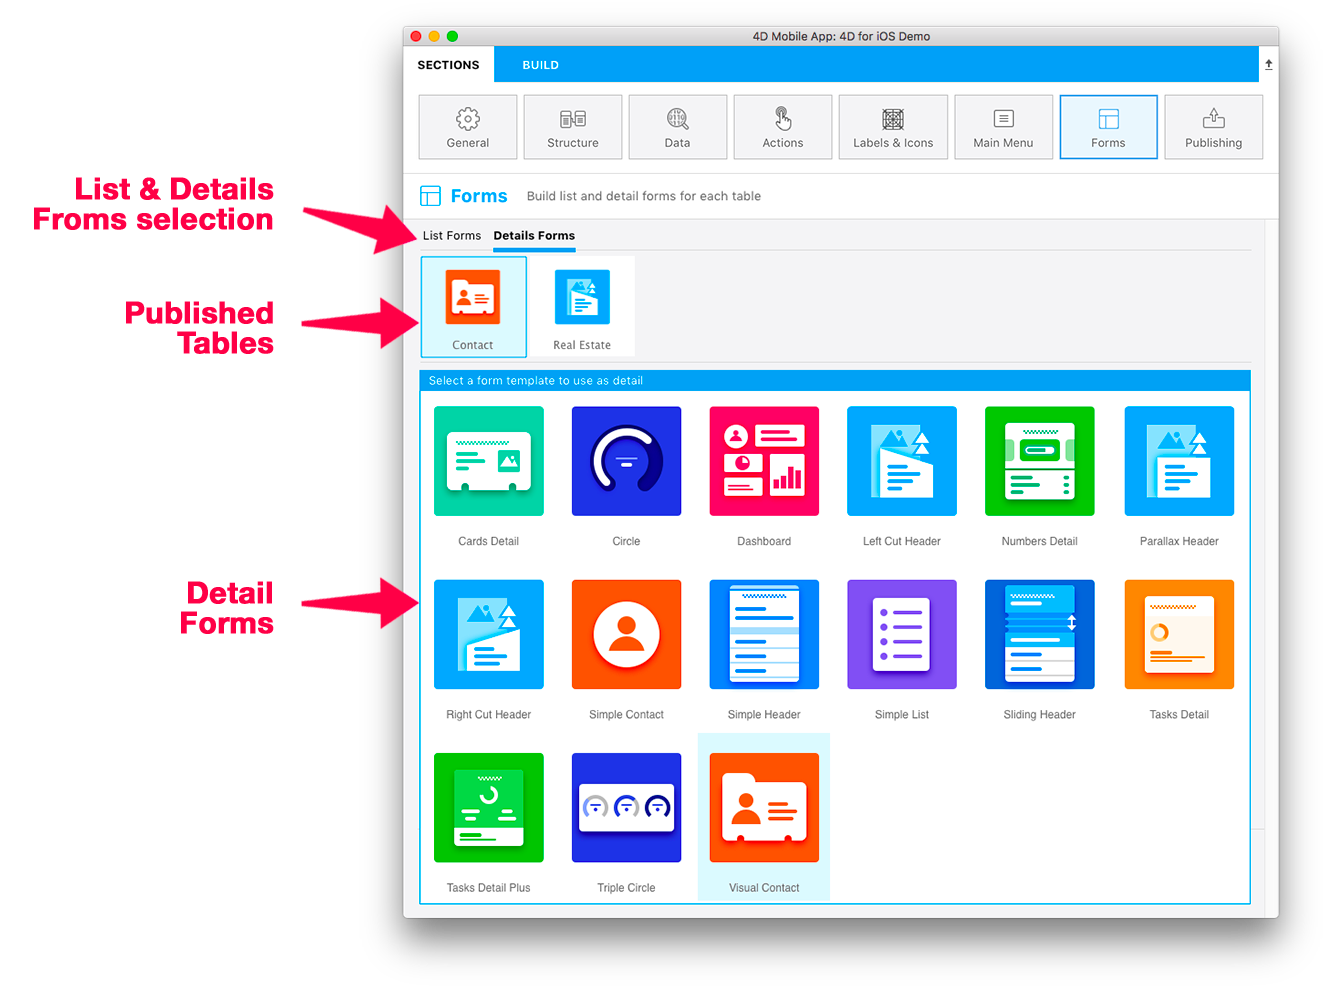 4D Mobile App: 4D for iOS Demo
SECTIONS BUILD
General Structure Data Actions Labels & Icons Main Menu Forms Publishing
Forms Build list and detail forms for each table
List & Details
Froms selection
List Forms Details Forms
Published
Tables
Contact Real Estate
Select a form template to use as detail
Cards Detail Circle Dashboard Left Cut Header Numbers Detail Parallax Header
Detail
Forms
Right Cut Header Simple Contact Simple Header Simple List Sliding Header Tasks Detail
Tasks Detail Plus Triple Circle Visual Contact